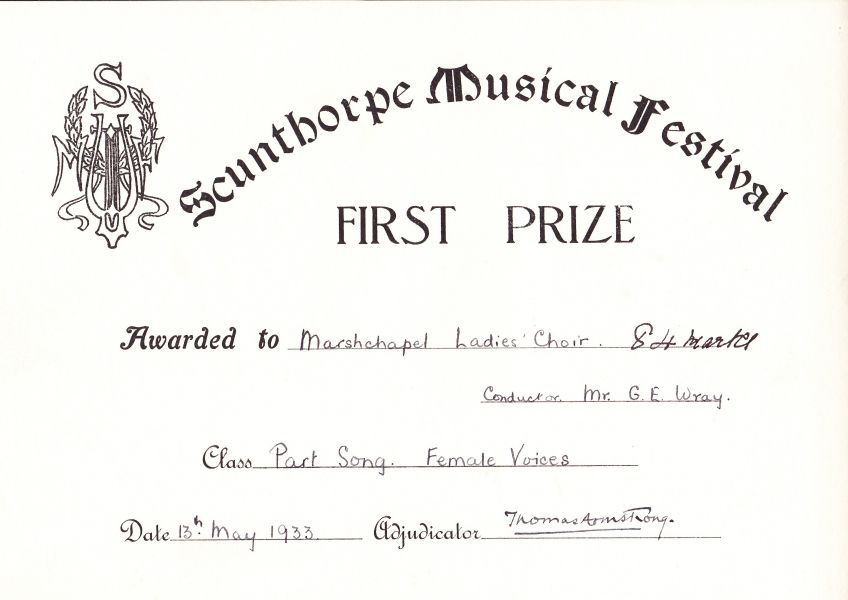 S
M
Scunthorpe Musical Festival
FIRST PRIZE
Awarded to Marshchapel Ladies' Choir. 84 marks
Conductor. Mr. G. E. Wray.
Class Part Song. Female Voices
Date 13th May 1933. Adjudicator Thomas Armstrong.